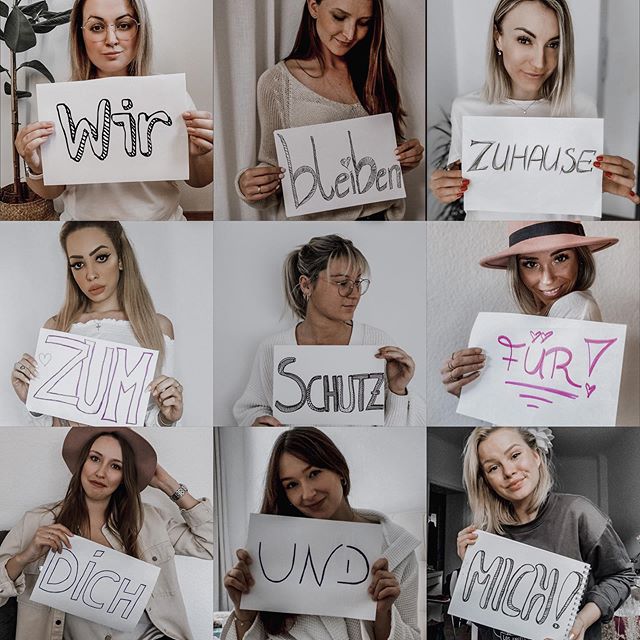 Wir
bleiben
ZUHAUSE
ZUM
SCHUTZ
FÜR!
DICH
UND
MICH!